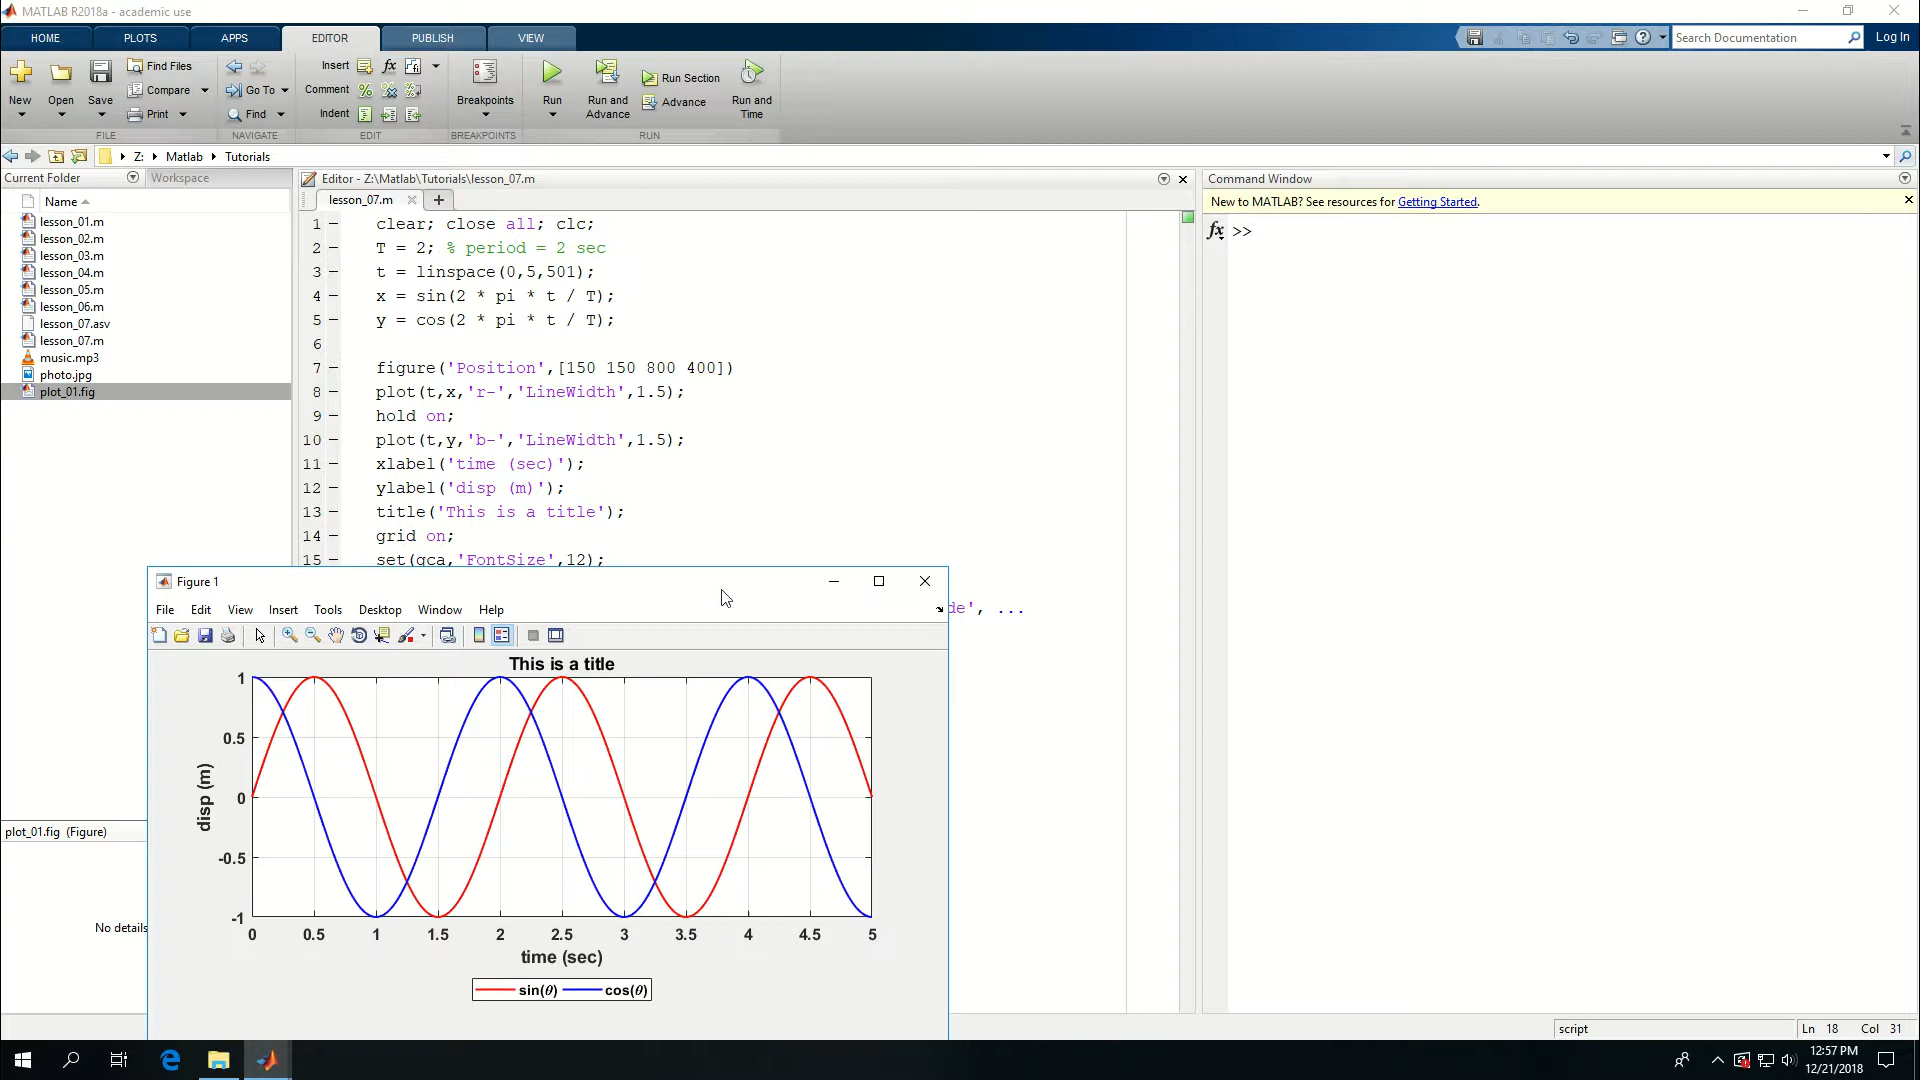 MATLAB R2018a - academic use
HOME PLOTS APPS EDITOR PUBLISH VIEW
Search Documentation
Log In
New
Open
Save
Find Files
Compare
Print
FILE
Go To
Find
NAVIGATE
Insert
Comment
Indent
EDIT
Breakpoints
BREAKPOINTS
Run
Run and Advance
Run Section
Advance
Run and Time
RUN
Z: Matlab Tutorials
Current Folder
Workspace
Name
lesson_01.m
lesson_02.m
lesson_03.m
lesson_04.m
lesson_05.m
lesson_06.m
lesson_07.asv
lesson_07.m
music.mp3
photo.jpg
plot_01.fig
plot_01.fig (Figure)
No details
Editor - Z:\Matlab\Tutorials\lesson_07.m
lesson_07.m
1 clear; close all; clc;
2 T = 2; % period = 2 sec
3 t = linspace(0,5,501);
4 x = sin(2 * pi * t / T);
5 y = cos(2 * pi * t / T);
6
7 figure('Position',[150 150 800 400])
8 plot(t,x,'r-','LineWidth',1.5);
9 hold on;
10 plot(t,y,'b-','LineWidth',1.5);
11 xlabel('time (sec)');
12 ylabel('disp (m)');
13 title('This is a title');
14 grid on;
15 set(gca,'FontSize',12);
de', ...
Command Window
New to MATLAB? See resources for Getting Started.
fx >>
Figure 1
File Edit View Insert Tools Desktop Window Help
This is a title
1
0.5
0
-0.5
-1
disp (m)
0 0.5 1 1.5 2 2.5 3 3.5 4 4.5 5
time (sec)
sin(θ) cos(θ)
script
Ln 18 Col 31
12:57 PM
12/21/2018